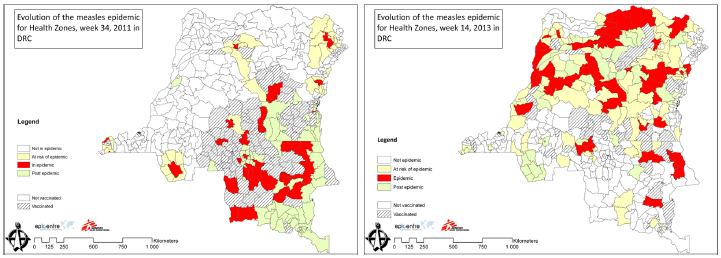 Evolution of the measles epidemic
for Health Zones, week 34, 2011 in
DRC
Legend
Not in epidemic
At risk of epidemic
In epidemic
Post epidemic
Not vaccinated
Vaccinated
epicentre
Kilometers
0 125 250 500 750 1 000
Evolution of the measles epidemic
for Health Zones, week 14, 2013 in
DRC
Legend
Not epidemic
At risk of epidemic
Epidemic
Post epidemic
Not vaccinated
Vaccinated
epicentre
Kilometers
0 125 250 500 750 1 000